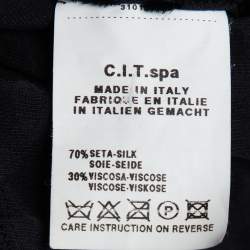 C.I.T.spa
MADE IN ITALY
FABRIQUE EN ITALIE
IN ITALIEN GEMACHT
70% SETA-SILK
SOIE-SEIDE
30% VISCOSA-VISCOSE
VISCOSE-VISKOSE
CARE INSTRUCTION ON REVERSE